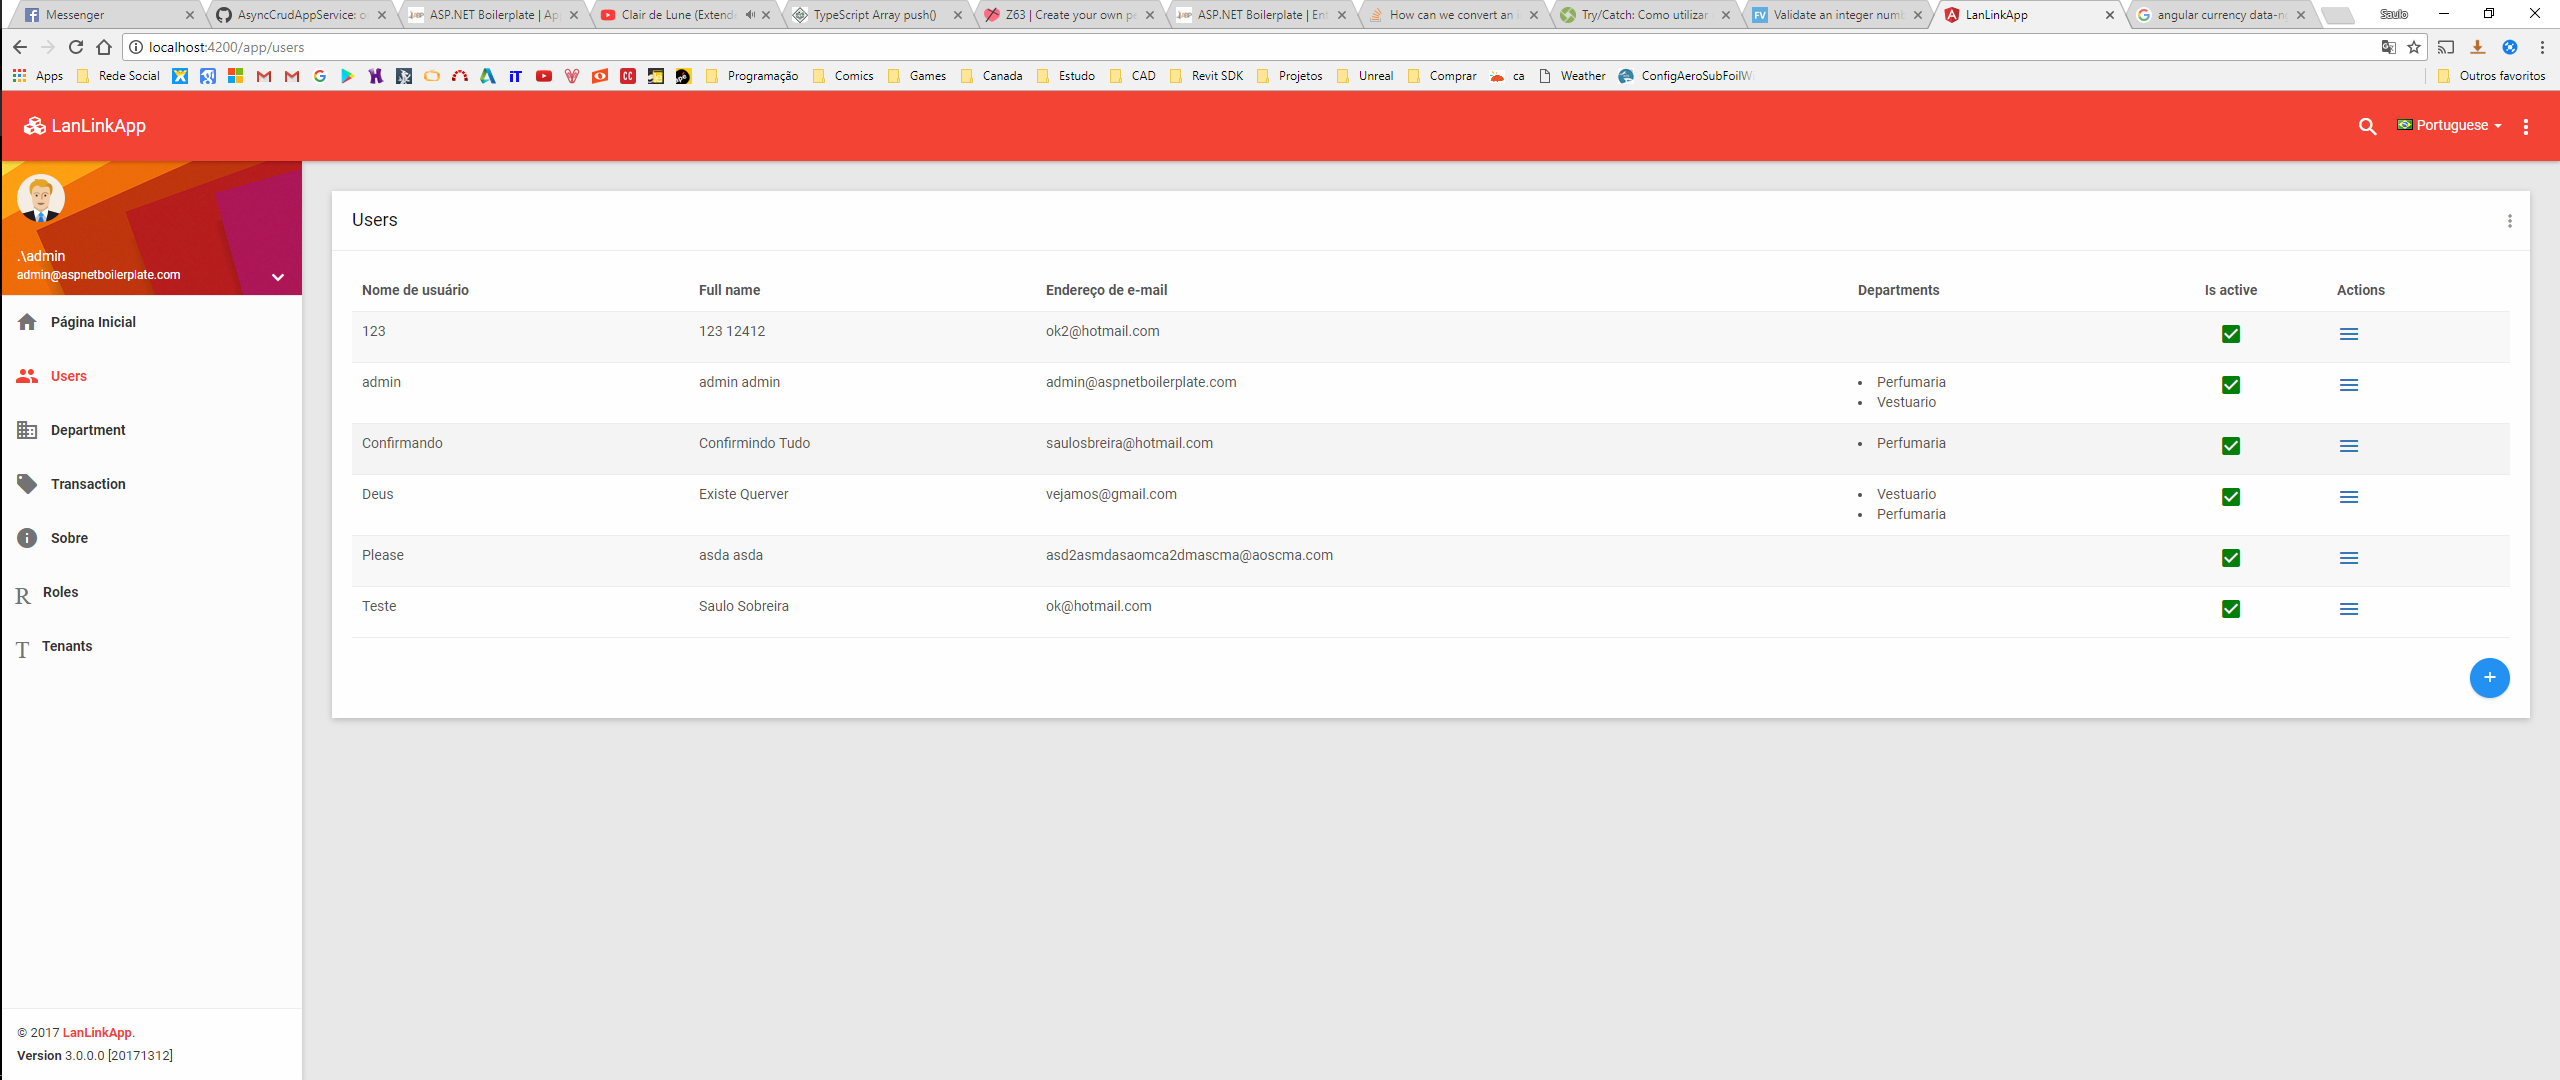 Messenger
AsyncCrudAppService: o
ASP.NET Boilerplate | Ap
Clair de Lune (Extende
TypeScript Array push()
Z63 | Create your own pe
ASP.NET Boilerplate | Ent
How can we convert an i
Try/Catch: Como utilizar
Validate an integer numb
LanLinkApp
angular currency data-n
Saulo
localhost:4200/app/users
Apps
Rede Social
Programação
Comics
Games
Canada
Estudo
CAD
Revit SDK
Projetos
Unreal
Comprar
ca
Weather
ConfigAeroSubFoilWi
Outros favoritos
LanLinkApp
Portuguese
.\admin
admin@aspnetboilerplate.com
Página Inicial
Users
Department
Transaction
Sobre
R Roles
T Tenants
Users
Nome de usuário Full name Endereço de e-mail Departments Is active Actions
123 123 12412 ok2@hotmail.com
admin admin admin admin@aspnetboilerplate.com • Perfumaria
• Vestuario
Confirmando Confirmindo Tudo saulosbreira@hotmail.com • Perfumaria
Deus Existe Querver vejamos@gmail.com • Vestuario
• Perfumaria
Please asda asda asd2asmdasaomca2dmascma@aoscma.com
Teste Saulo Sobreira ok@hotmail.com
+
© 2017 LanLinkApp.
Version 3.0.0.0 [20171312]